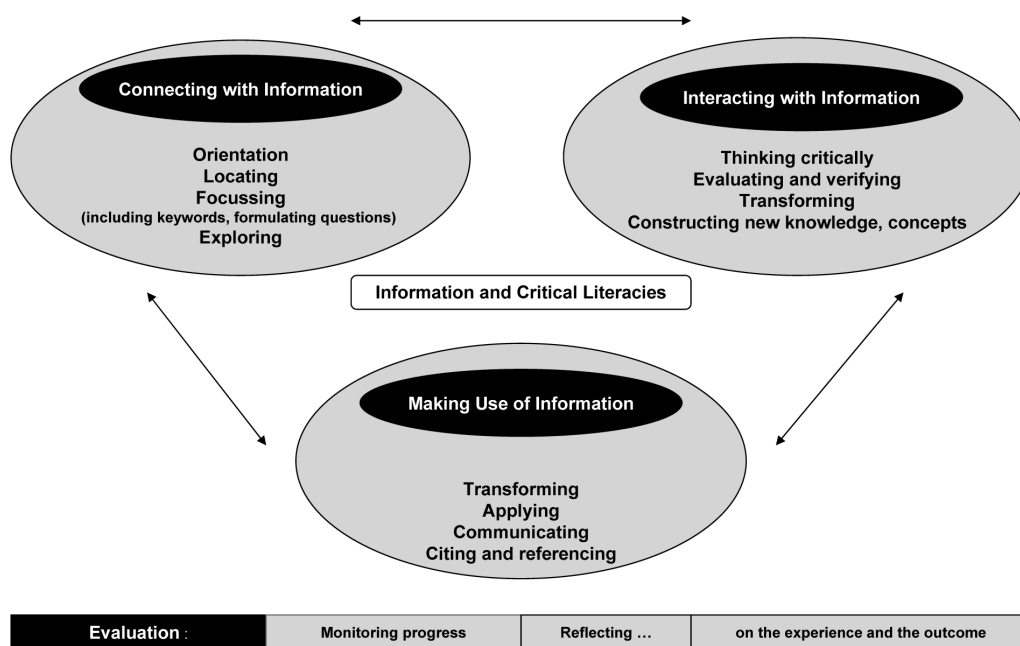 Connecting with Information
Orientation
Locating
Focussing
(including keywords, formulating questions)
Exploring
Interacting with Information
Thinking critically
Evaluating and verifying
Transforming
Constructing new knowledge, concepts
Information and Critical Literacies
Making Use of Information
Transforming
Applying
Communicating
Citing and referencing
Evaluation : Monitoring progress Reflecting … on the experience and the outcome